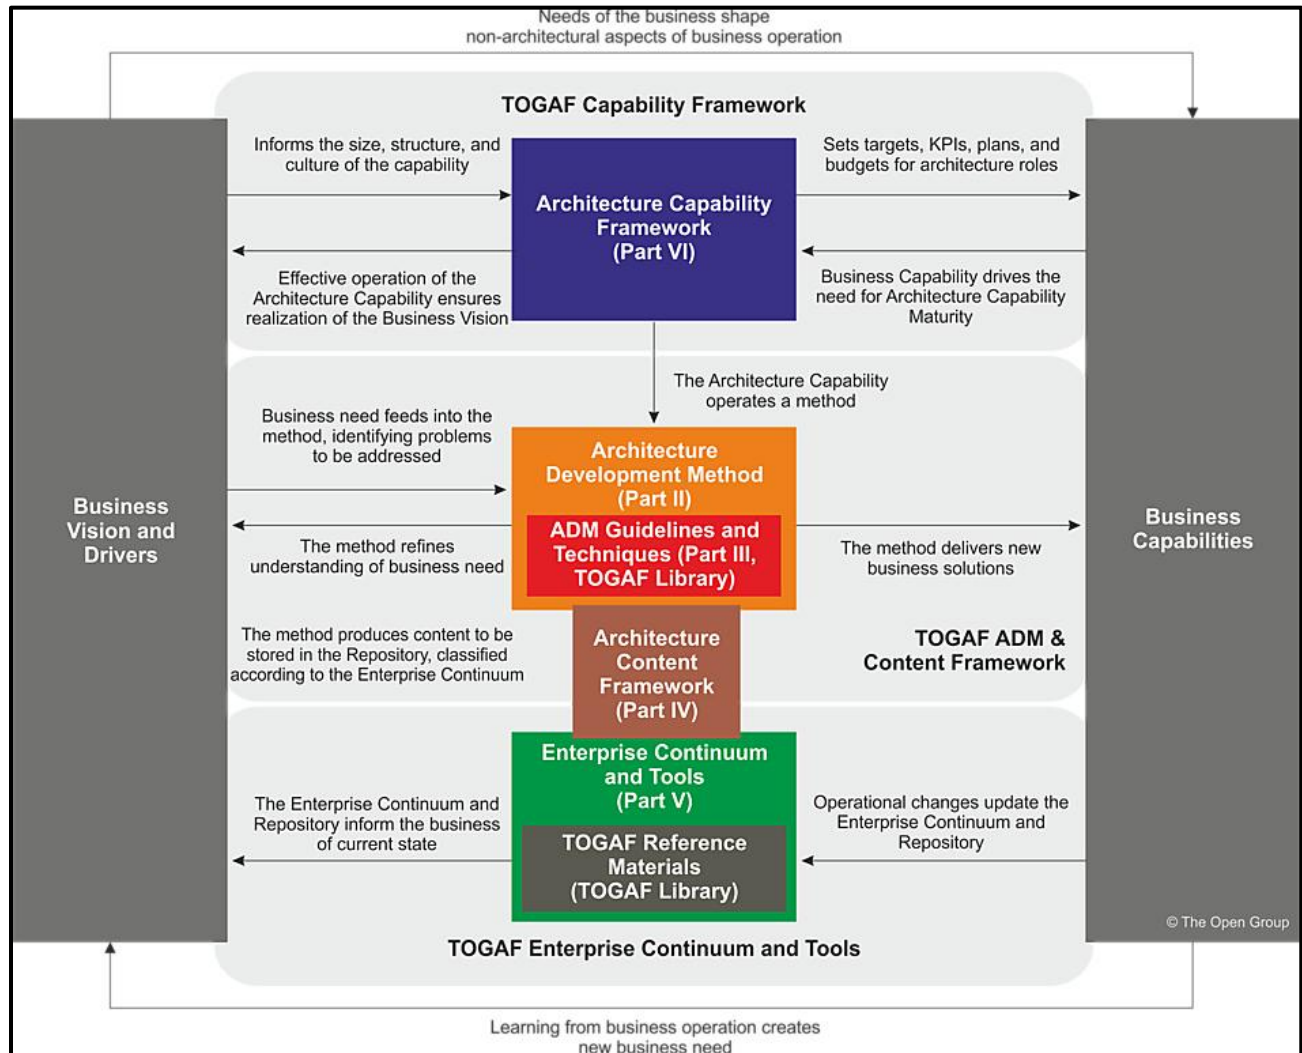 Needs of the business shape
non-architectural aspects of business operation
TOGAF Capability Framework
Informs the size, structure, and
culture of the capability
Architecture Capability
Framework
(Part VI)
Sets targets, KPIs, plans, and
budgets for architecture roles
Effective operation of the
Architecture Capability ensures
realization of the Business Vision
Business Capability drives the
need for Architecture Capability
Maturity
The Architecture Capability
operates a method
Business need feeds into the
method, identifying problems
to be addressed
Architecture
Development Method
(Part II)
ADM Guidelines and
Techniques (Part III,
TOGAF Library)
Business
Vision and
Drivers
Business
Capabilities
The method refines
understanding of business need
The method delivers new
business solutions
The method produces content to be
stored in the Repository, classified
according to the Enterprise Continuum
Architecture
Content
Framework
(Part IV)
TOGAF ADM &
Content Framework
Enterprise Continuum
and Tools
(Part V)
TOGAF Reference
Materials
(TOGAF Library)
The Enterprise Continuum and
Repository inform the business
of current state
Operational changes update the
Enterprise Continuum and
Repository
© The Open Group
TOGAF Enterprise Continuum and Tools
Learning from business operation creates
new business need